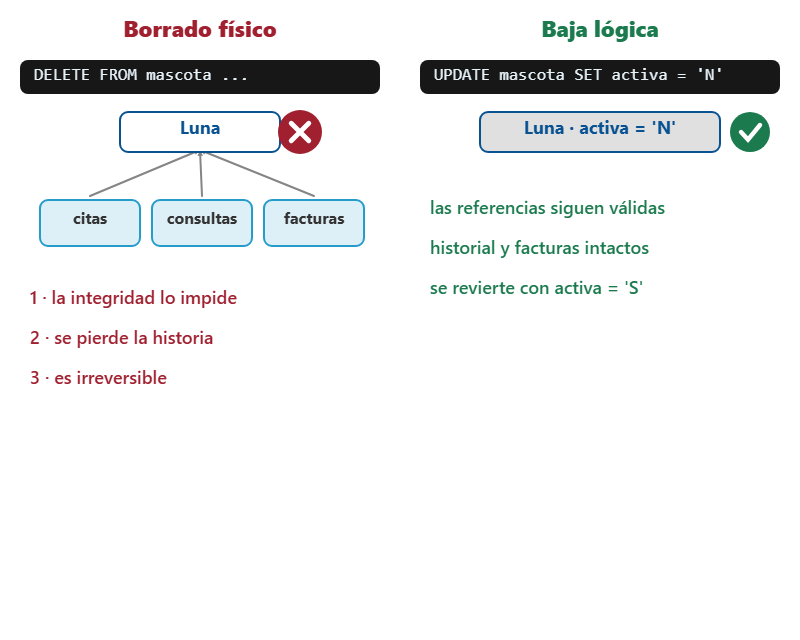 Borrado físico
DELETE FROM mascota ...
Luna
citas
consultas
facturas
1 · la integridad lo impide
2 · se pierde la historia
3 · es irreversible
Baja lógica
UPDATE mascota SET activa = 'N'
Luna · activa = 'N'
las referencias siguen válidas
historial y facturas intactos
se revierte con activa = 'S'